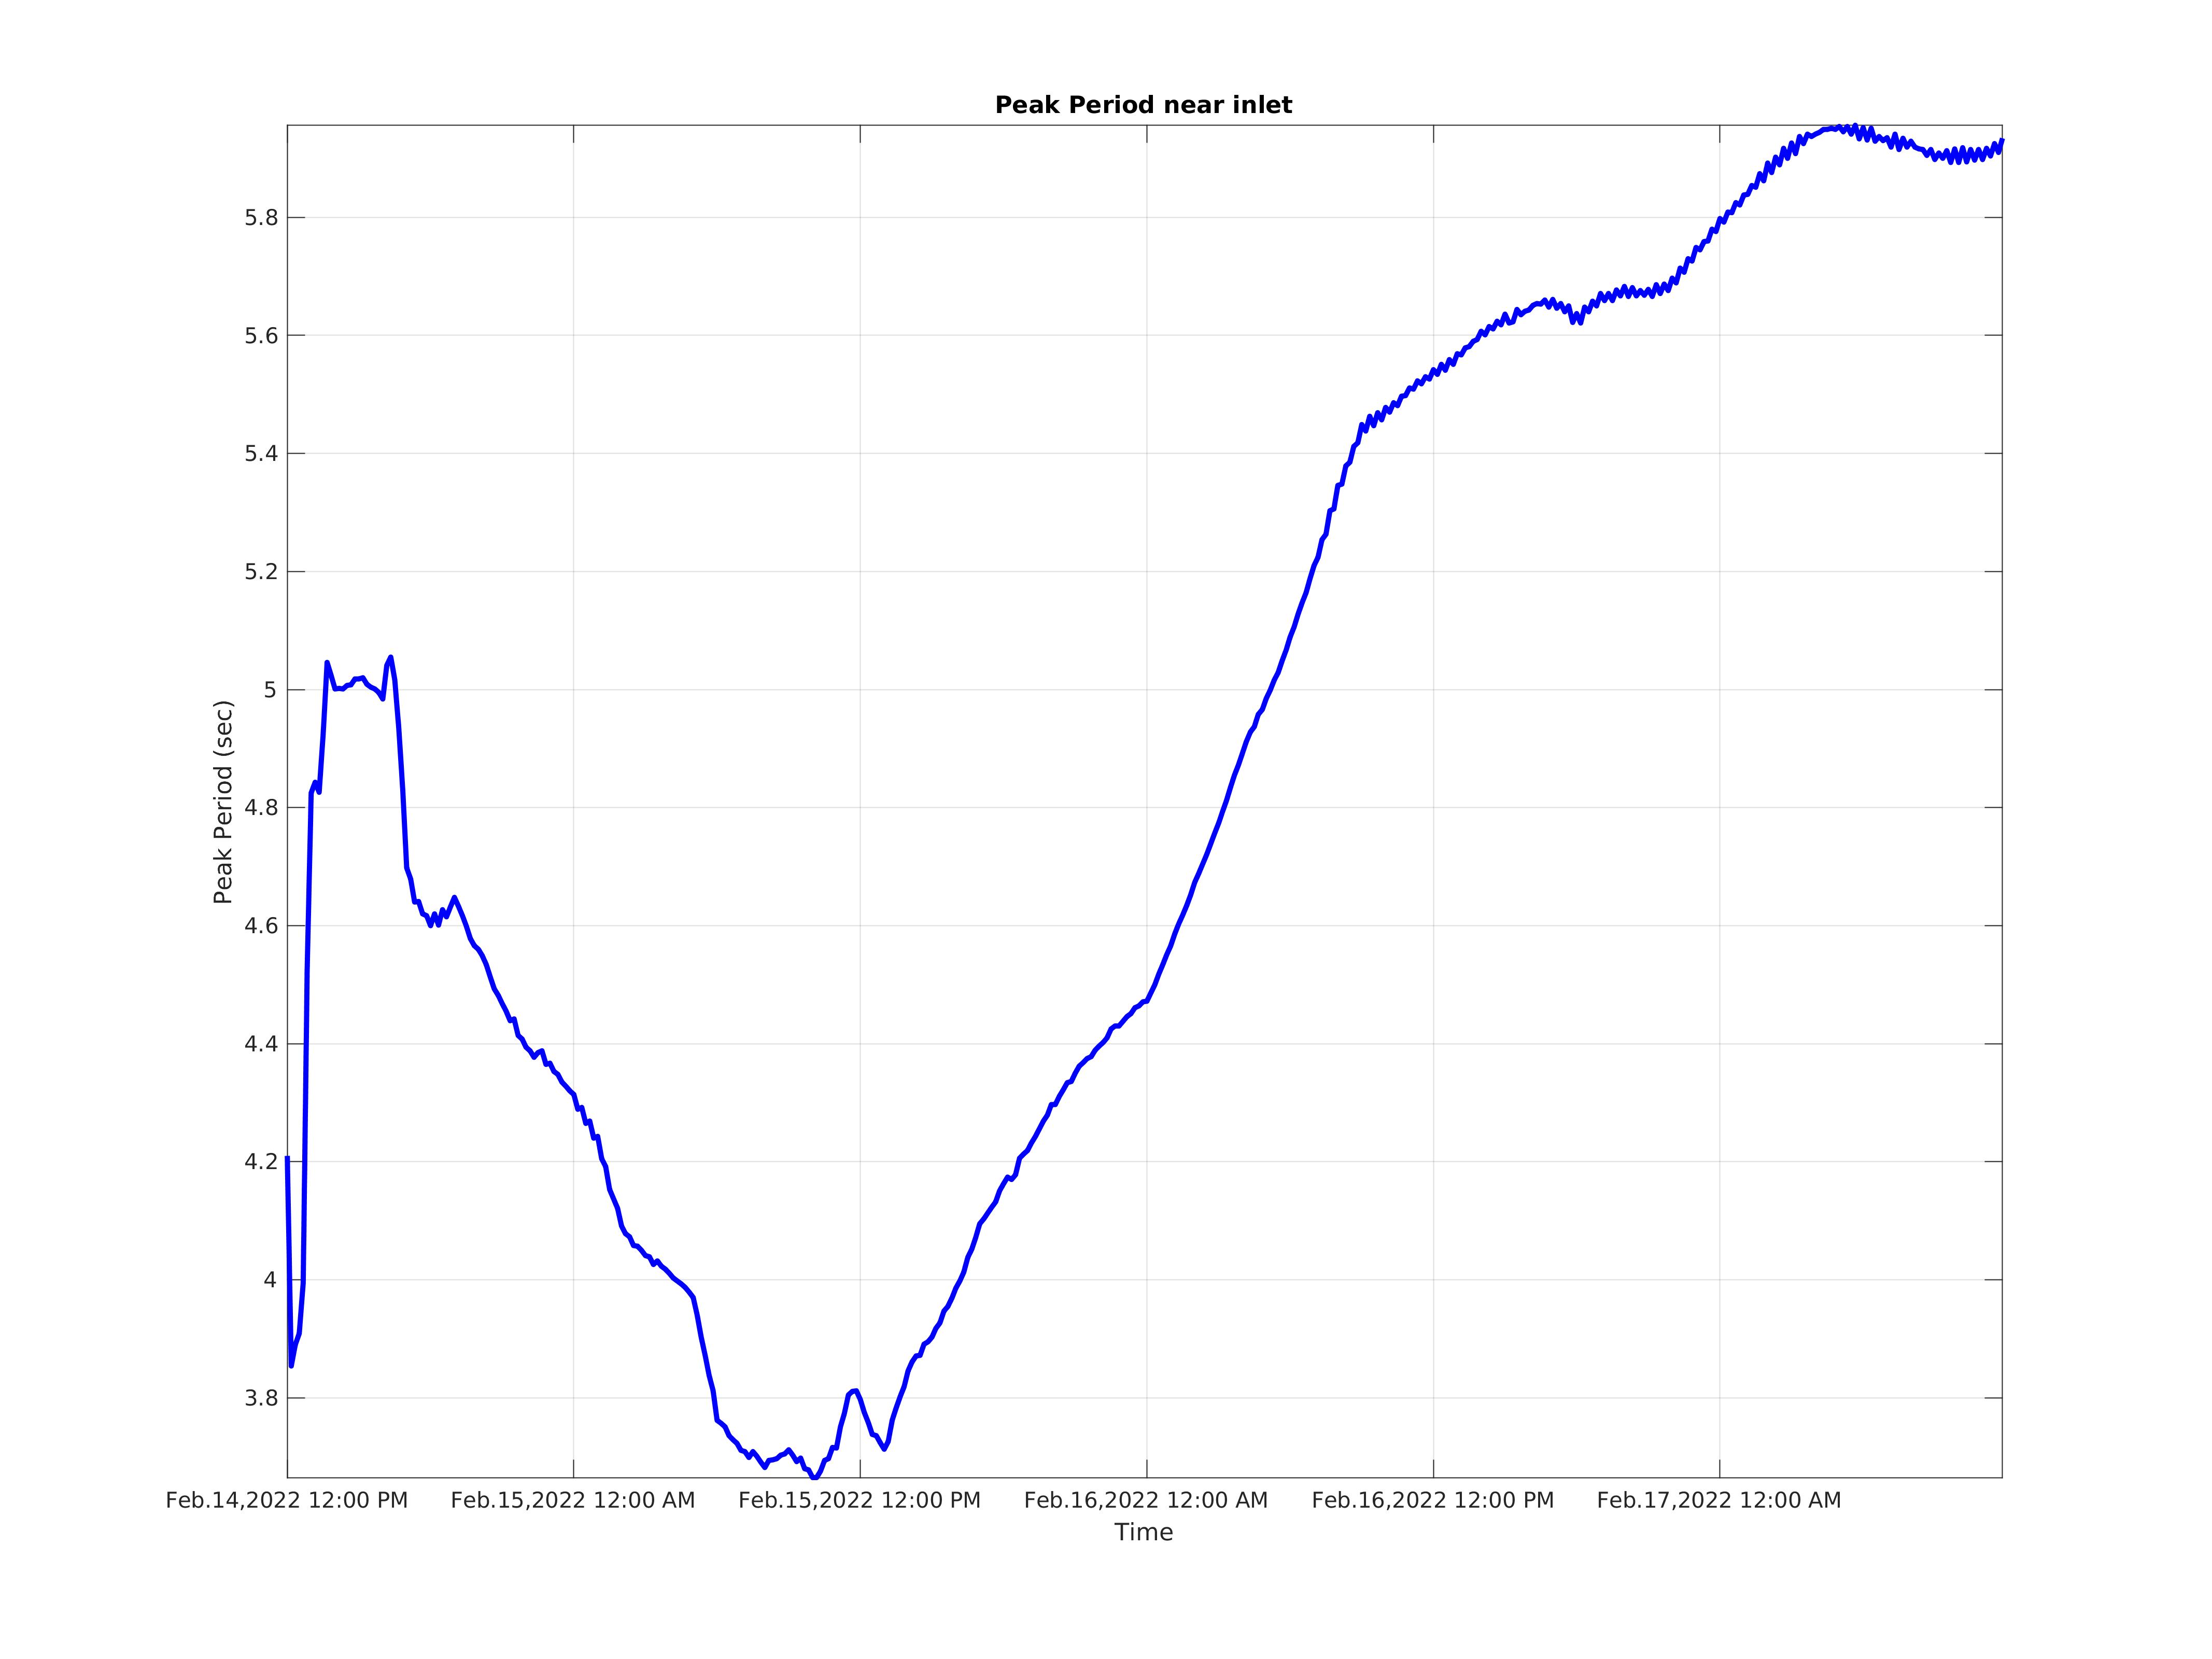 Peak Period near inlet
Peak Period (sec)
5.8
5.6
5.4
5.2
5
4.8
4.6
4.4
4.2
4
3.8
Feb.14,2022 12:00 PM Feb.15,2022 12:00 AM Feb.15,2022 12:00 PM Feb.16,2022 12:00 AM Feb.16,2022 12:00 PM Feb.17,2022 12:00 AM
Time